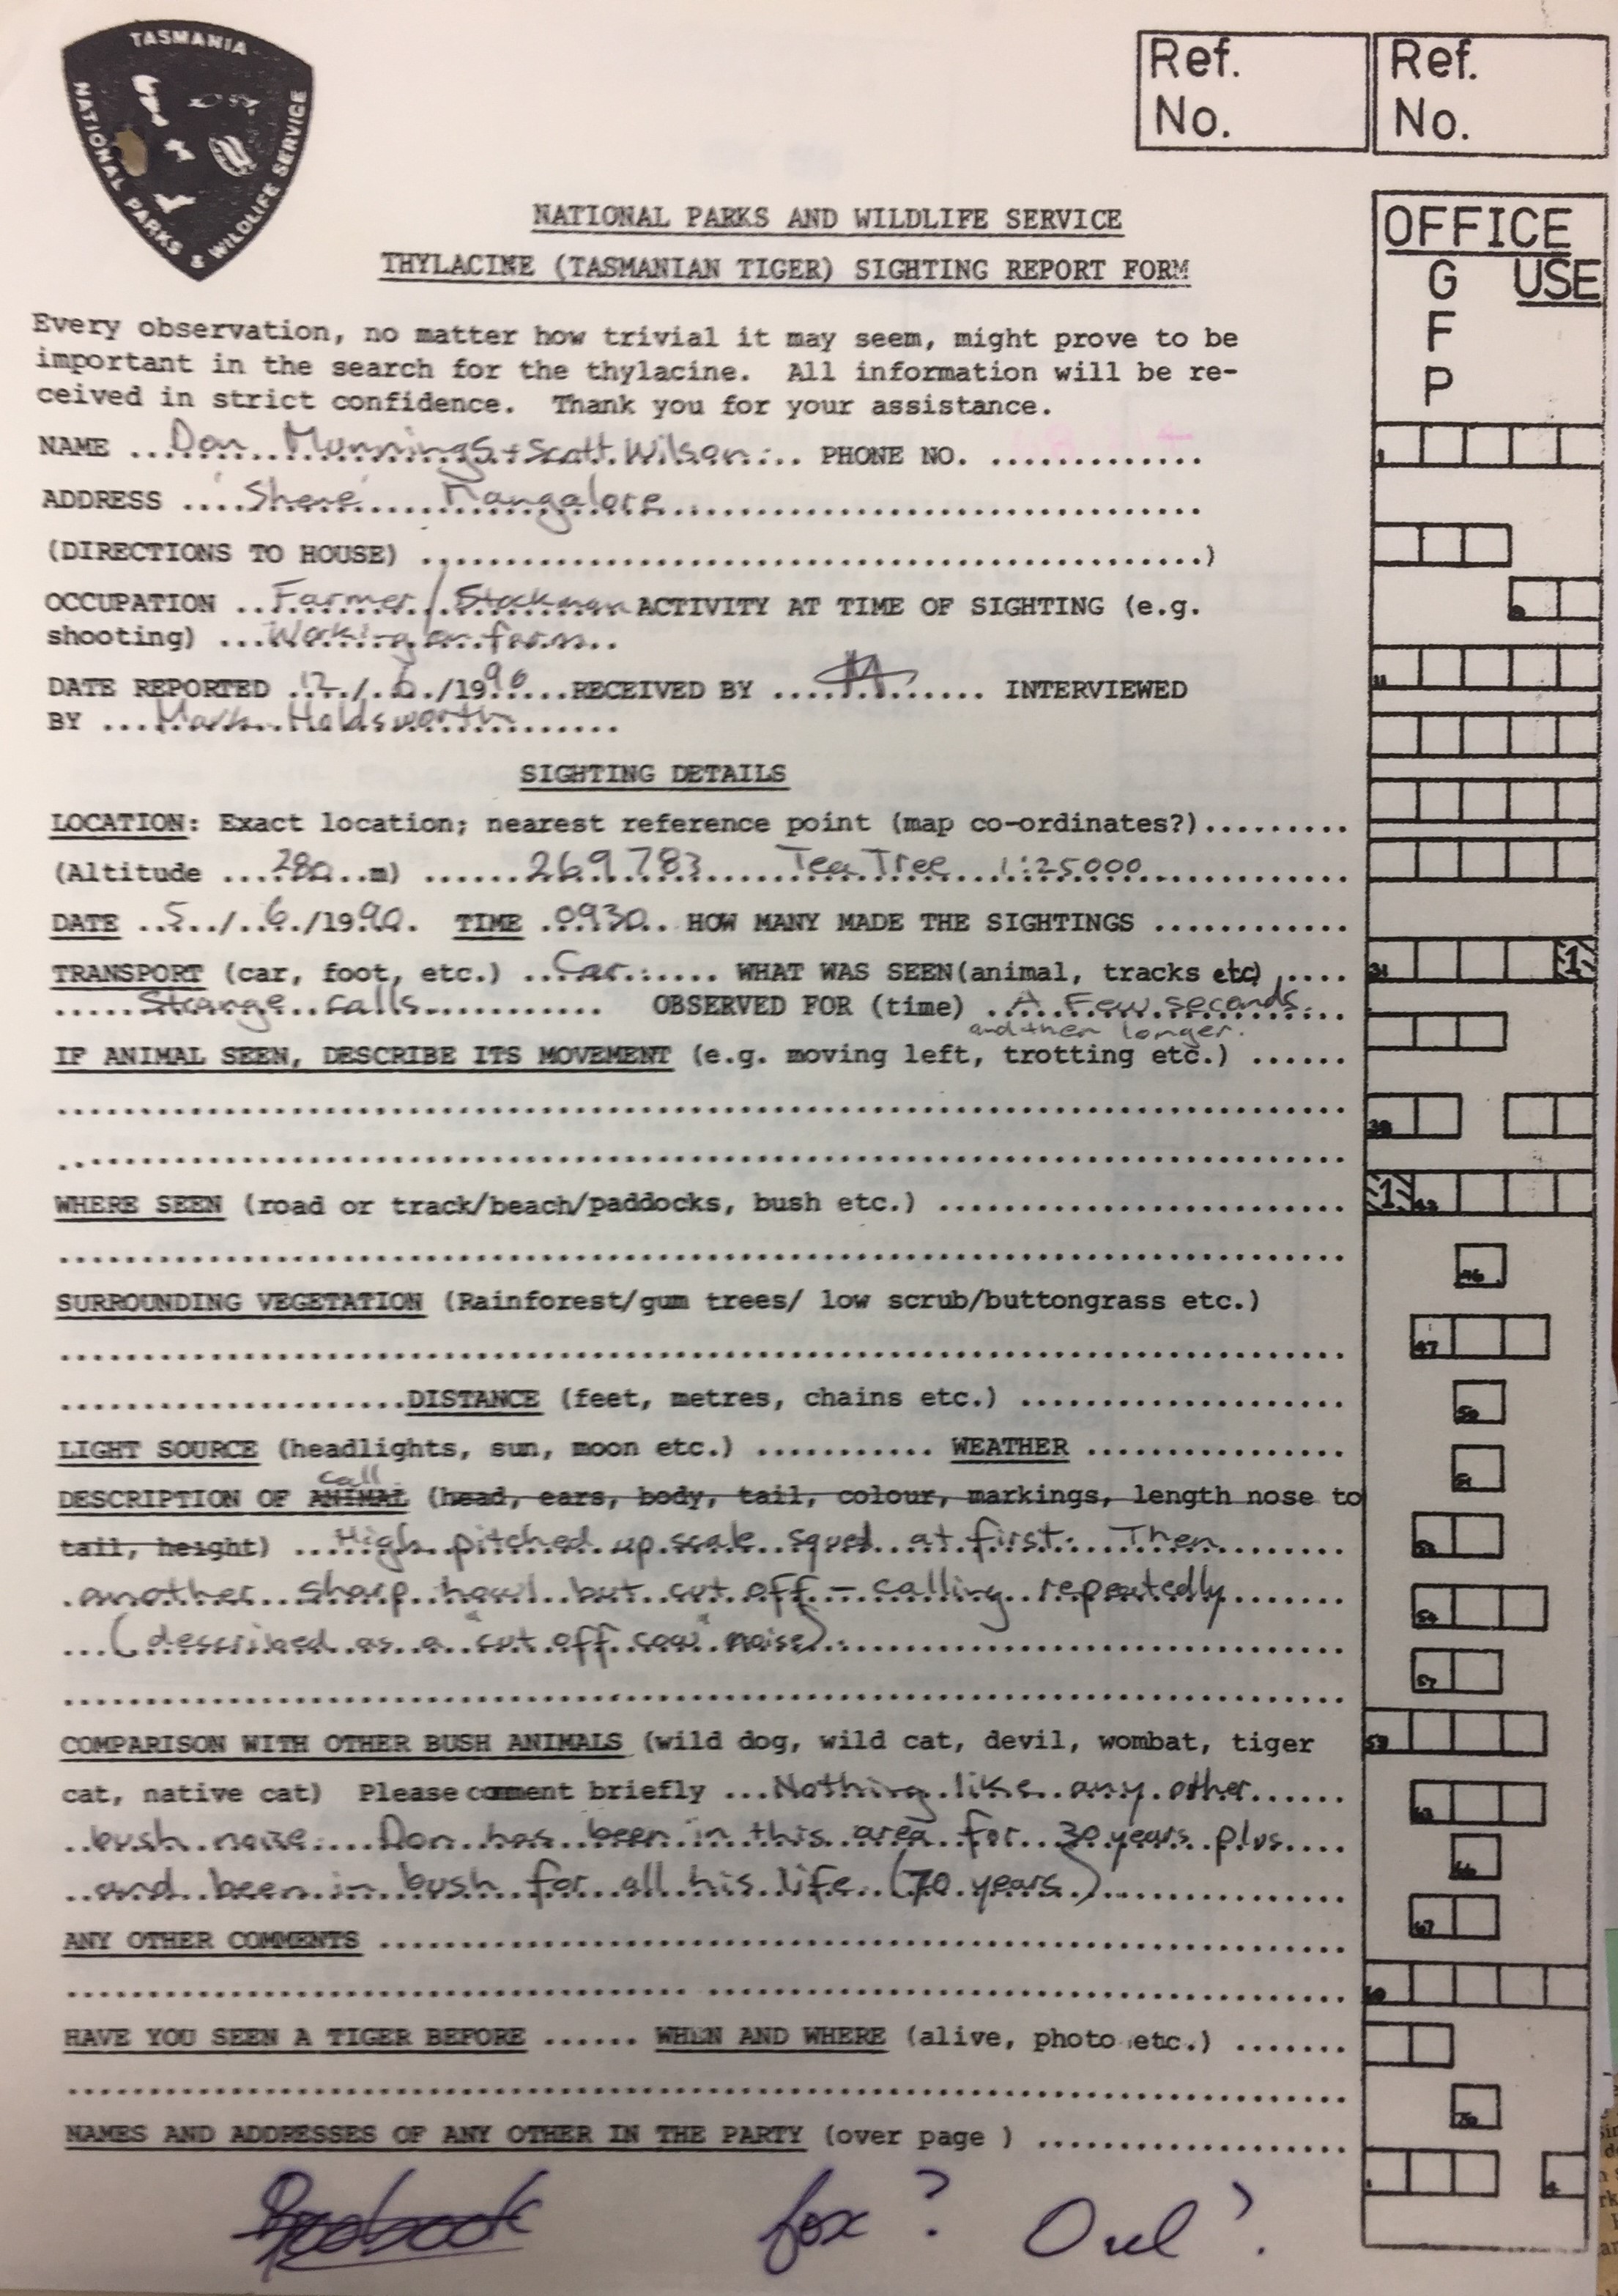 TASMANIA
NATIONAL PARKS & WILDLIFE SERVICE
Ref. No.
Ref. No.
OFFICE USE
G
F
P
NATIONAL PARKS AND WILDLIFE SERVICE
THYLACINE (TASMANIAN TIGER) SIGHTING REPORT FORM
Every observation, no matter how trivial it may seem, might prove to be
important in the search for the thylacine. All information will be re-
ceived in strict confidence. Thank you for your assistance.
NAME ...Don Munnings + Scott Wilson... PHONE NO. ..............
ADDRESS ....'Shene' Mangalore..............................
(DIRECTIONS TO HOUSE) ..............................................)
OCCUPATION ..Farmer/Stockman ACTIVITY AT TIME OF SIGHTING (e.g.
shooting) ...Working on farm..
DATE REPORTED .12./.6./1990....RECEIVED BY ............ INTERVIEWED
BY ...Mark Holdsworth........
SIGHTING DETAILS
LOCATION: Exact location; nearest reference point (map co-ordinates?).........
(Altitude ...280..m) ......269783.....Tea Tree 1:25000..............
DATE ..5../..6./1990. TIME .0930.. HOW MANY MADE THE SIGHTINGS ............
TRANSPORT (car, foot, etc.) ..Car...... WHAT WAS SEEN(animal, tracks etc) ....
.....Strange calls............ OBSERVED FOR (time) ..A Few seconds...
and then longer.
IF ANIMAL SEEN, DESCRIBE ITS MOVEMENT (e.g. moving left, trotting etc.) ......
WHERE SEEN (road or track/beach/paddocks, bush etc.) ........................
SURROUNDING VEGETATION (Rainforest/gum trees/ low scrub/buttongrass etc.)
.........................DISTANCE (feet, metres, chains etc.) ........................
LIGHT SOURCE (headlights, sun, moon etc.) ........... WEATHER ...................
call
DESCRIPTION OF ANIMAL (head, ears, body, tail, colour, markings, length nose to
tail, height) ...High pitched up scale squeal at first. Then.........
.another sharp howl but cut off - calling repeatedly........
...(described as a "cut off cooi" noise).............................
COMPARISON WITH OTHER BUSH ANIMALS (wild dog, wild cat, devil, wombat, tiger
cat, native cat) Please comment briefly ...Nothing like any other......
..bush noise. Don has been in this area for 30 years plus....
..and been in bush for all his life (70 years)..................
ANY OTHER COMMENTS ......................................................
HAVE YOU SEEN A TIGER BEFORE ...... WHEN AND WHERE (alive, photo etc.) .......
NAMES AND ADDRESSES OF ANY OTHER IN THE PARTY (over page ) ......................
Boobook fox? Owl?